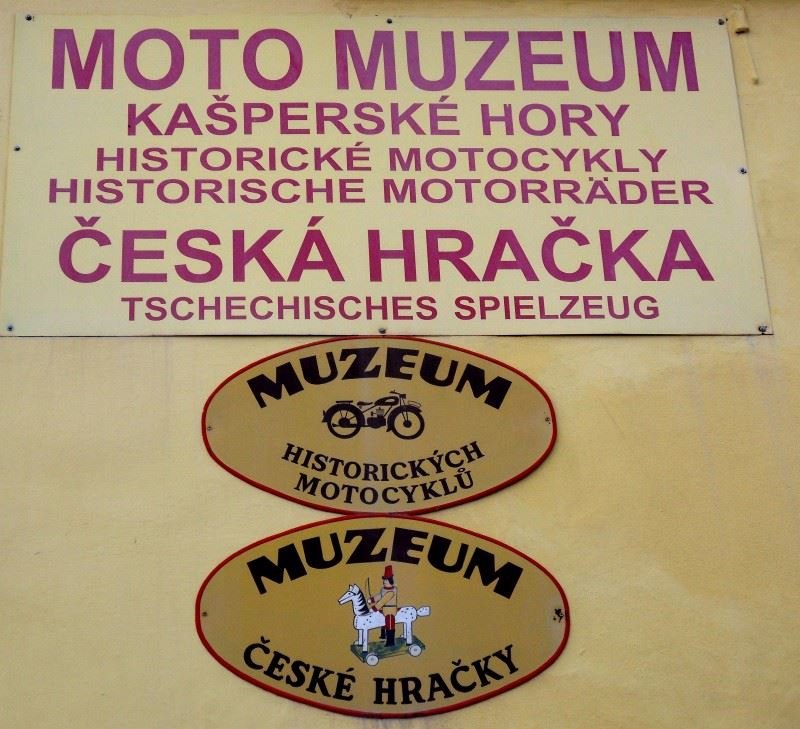 MOTO MUZEUM
KAŠPERSKÉ HORY
HISTORICKÉ MOTOCYKLY
HISTORISCHE MOTORRÄDER
ČESKÁ HRAČKA
TSCHECHISCHES SPIELZEUG
MUZEUM
HISTORICKÝCH
MOTOCYKLŮ
MUZEUM
ČESKÉ HRAČKY